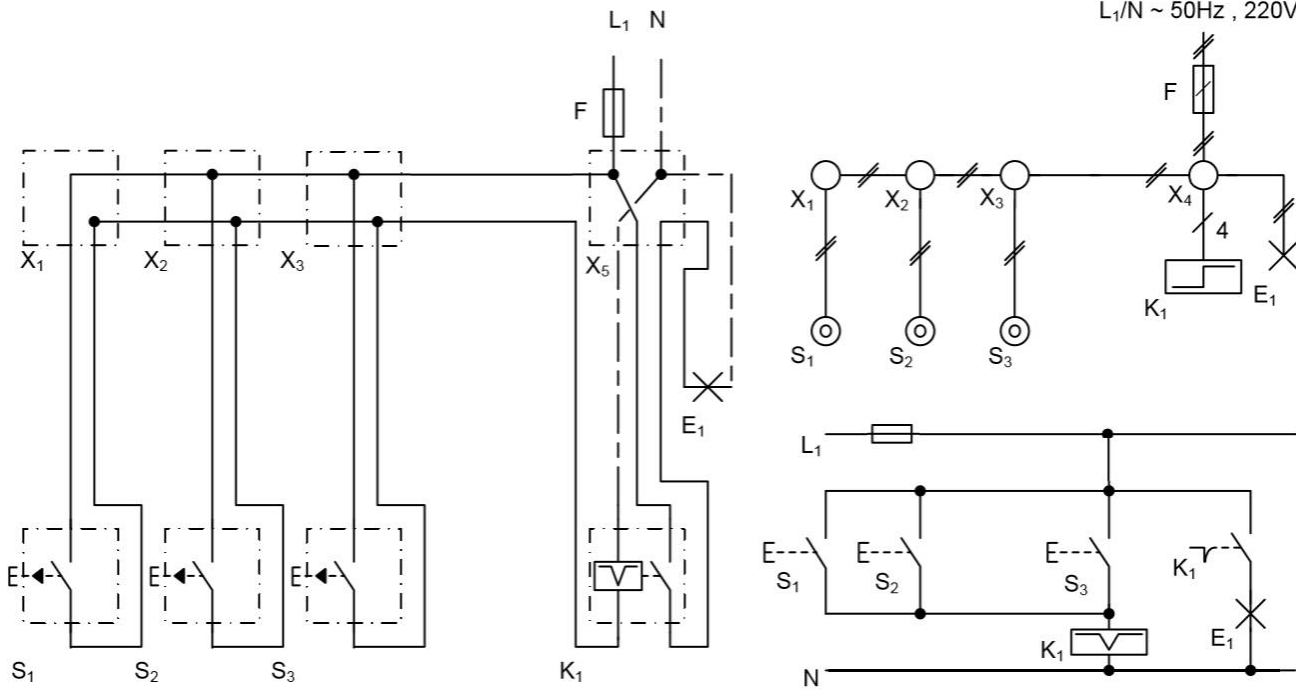 L₁ N
F
X₁ X₂ X₃ X₅
E₁
S₁ S₂ S₃ K₁
L₁/N ~ 50Hz , 220V
F
X₁ X₂ X₃ X₄
4
K₁ E₁
S₁ S₂ S₃
L₁
S₁ S₂ S₃ K₁
K₁ E₁
N